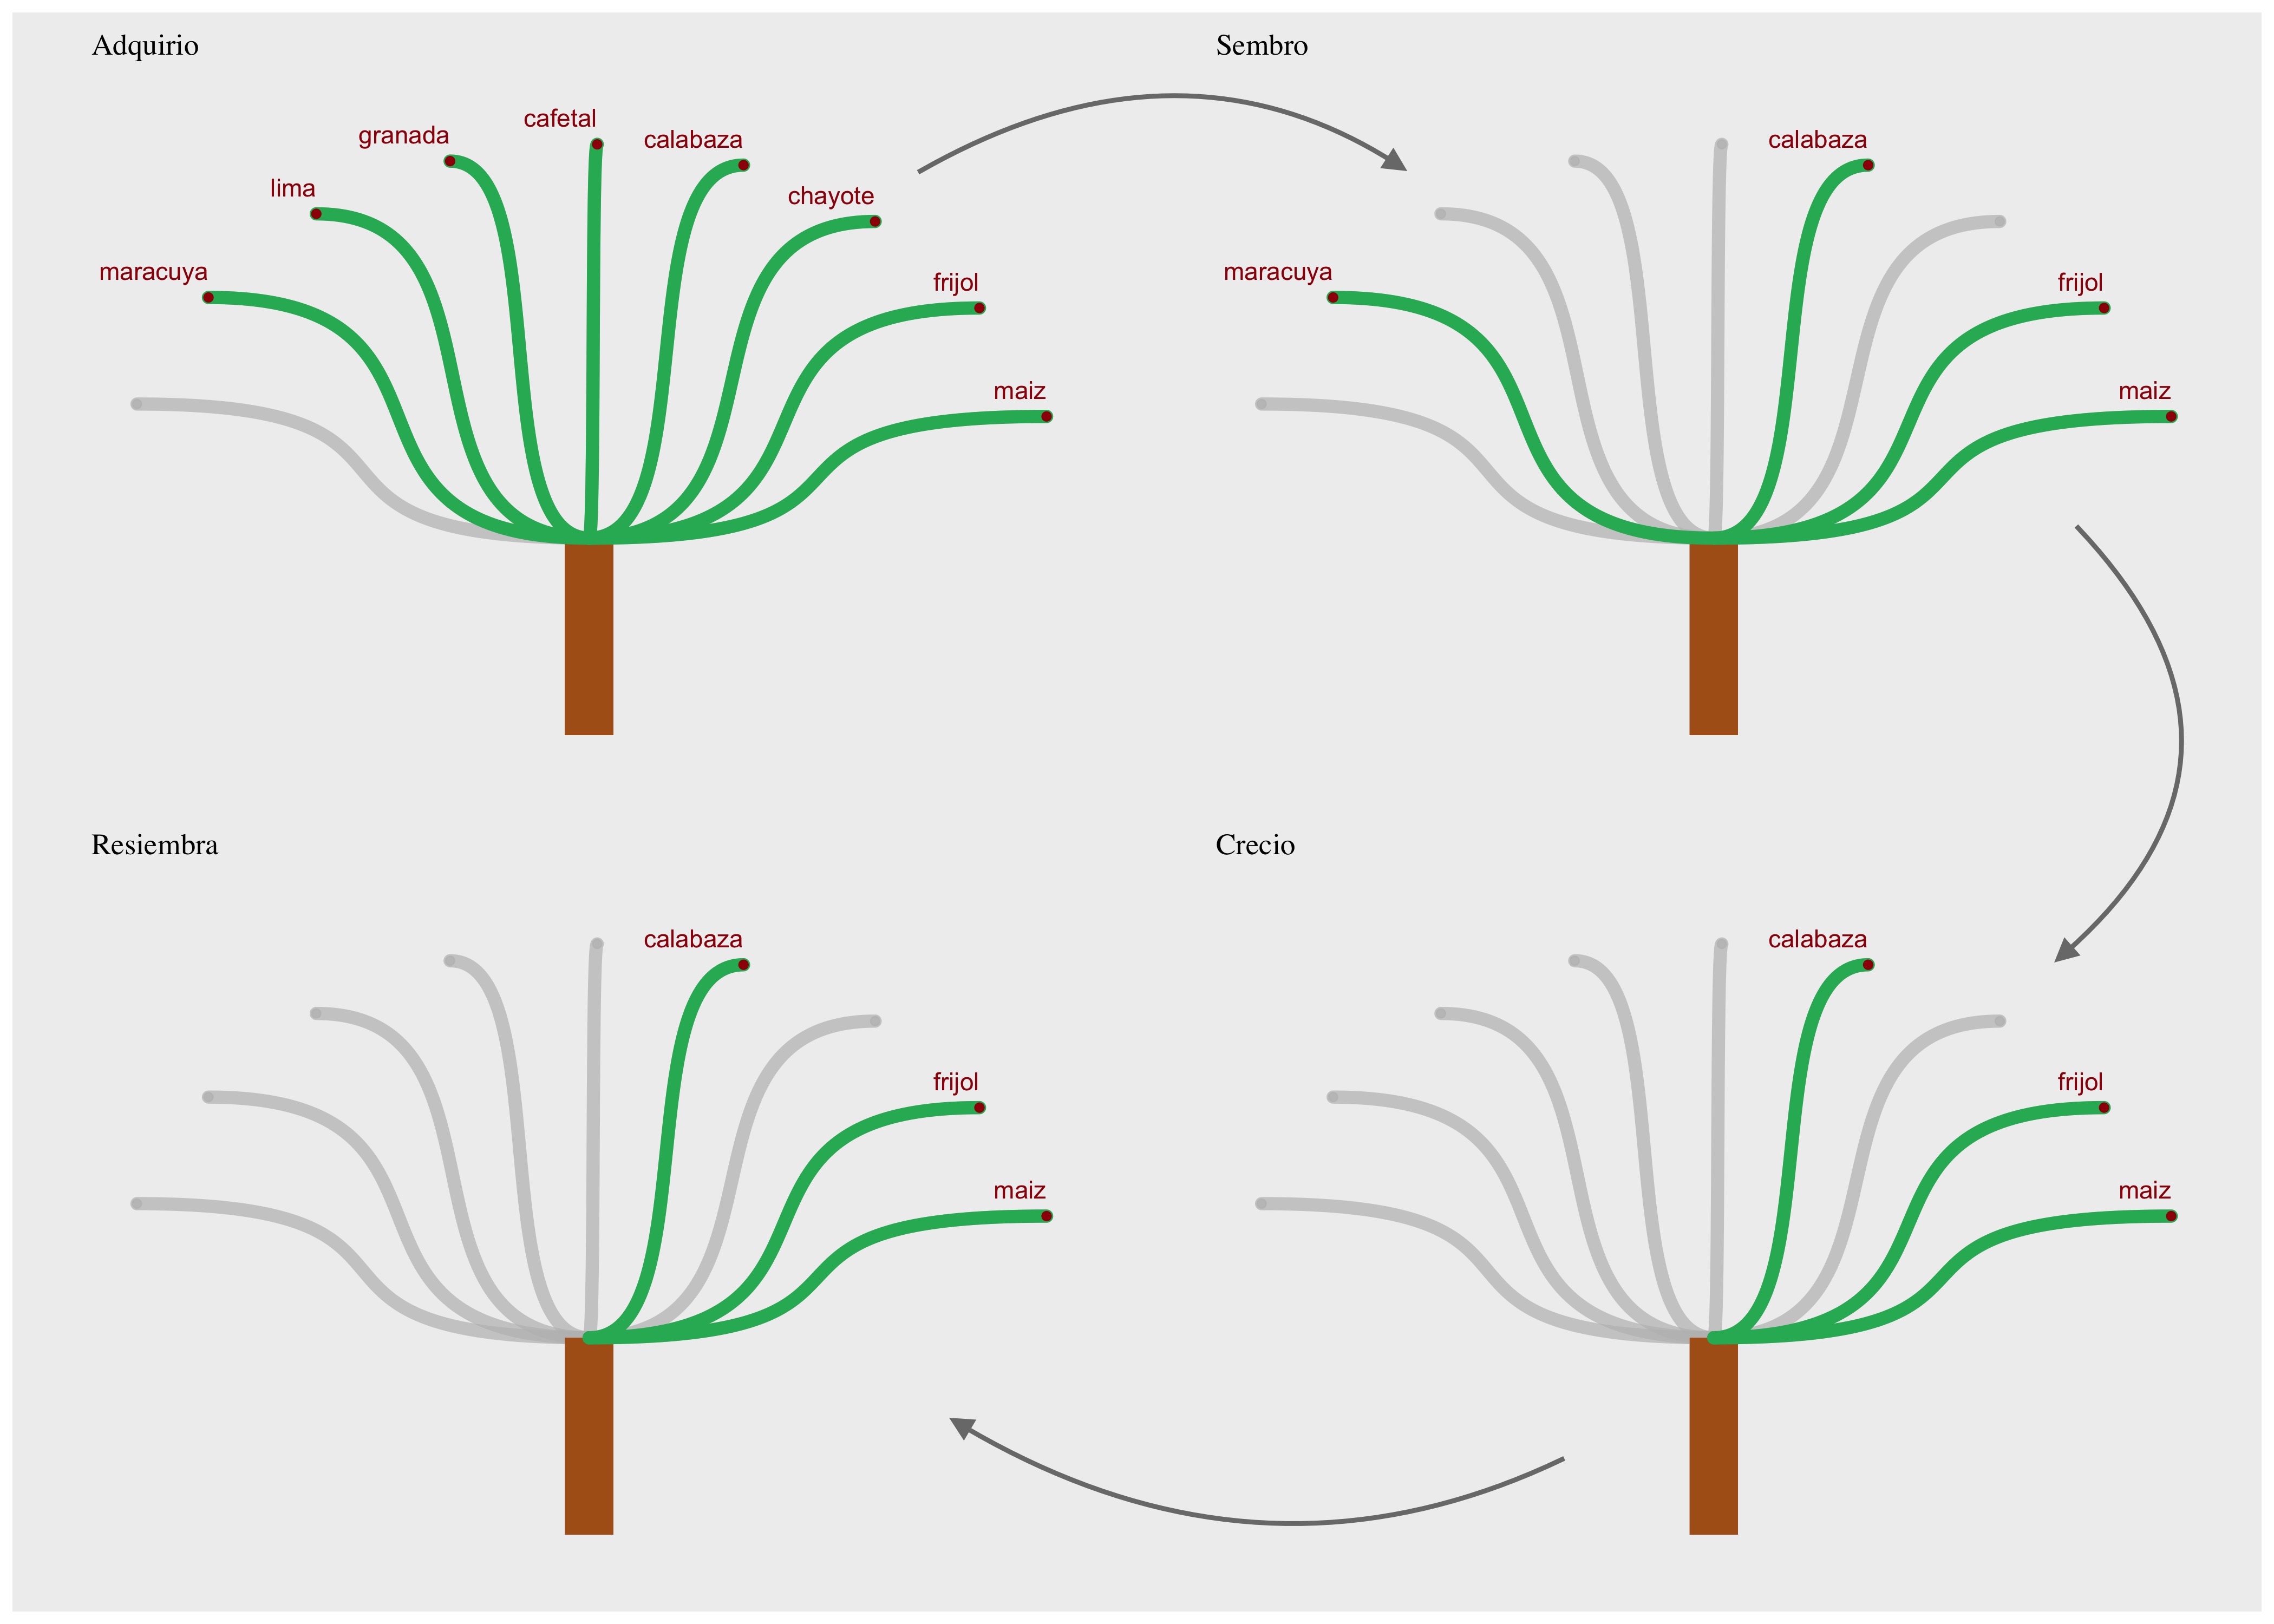 Adquirio
cafetal
granada
calabaza
lima
chayote
maracuya
frijol
maiz
Sembro
calabaza
maracuya
frijol
maiz
Resiembra
calabaza
frijol
maiz
Crecio
calabaza
frijol
maiz